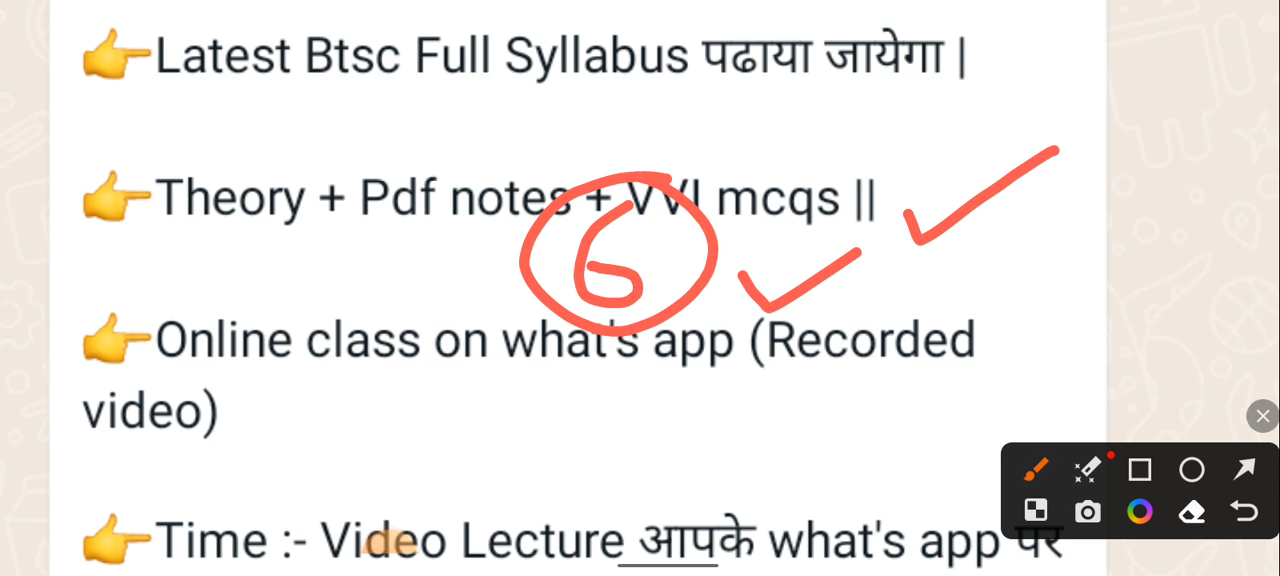 👉Latest Btsc Full Syllabus पढाया जायेगा |
👉Theory + Pdf notes + VVI mcqs ||
6
👉Online class on what's app (Recorded
video)
👉Time :- Video Lecture आपके what's app पर